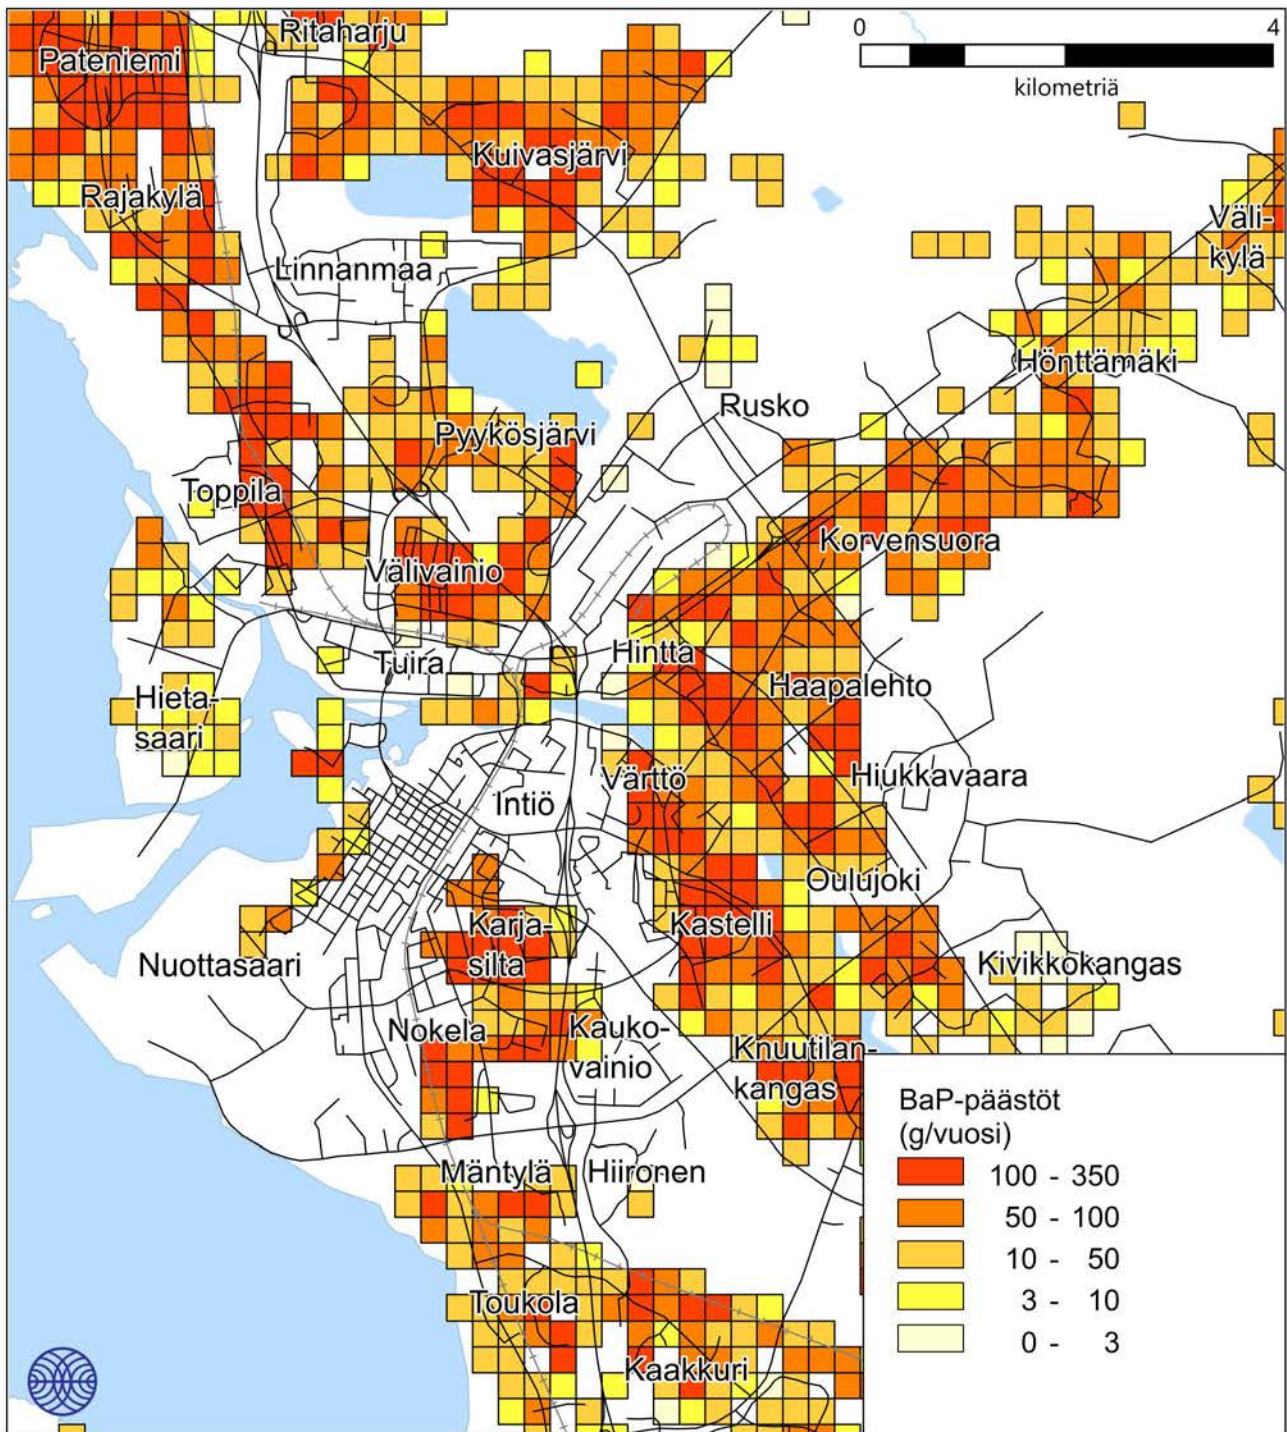 0 4
kilometriä
Ritaharju
Pateniemi
Kuivasjärvi
Rajakylä
Väli-
kylä
Linnanmaa
Hönttämäki
Rusko
Pyykösjärvi
Toppila
Korvensuora
Välivainio
Hintta
Tuira
Haapalehto
Hieta-
saari
Värttö
Hiukkavaara
Intiö
Oulujoki
Karja-
silta
Kastelli
Nuottasaari
Kivikkokangas
Nokela
Kauko-
vainio
Knuutilan-
kangas
BaP-päästöt
(g/vuosi)
Mäntylä
Hiironen
100 - 350
50 - 100
10 - 50
3 - 10
0 - 3
Toukola
Kaakkuri